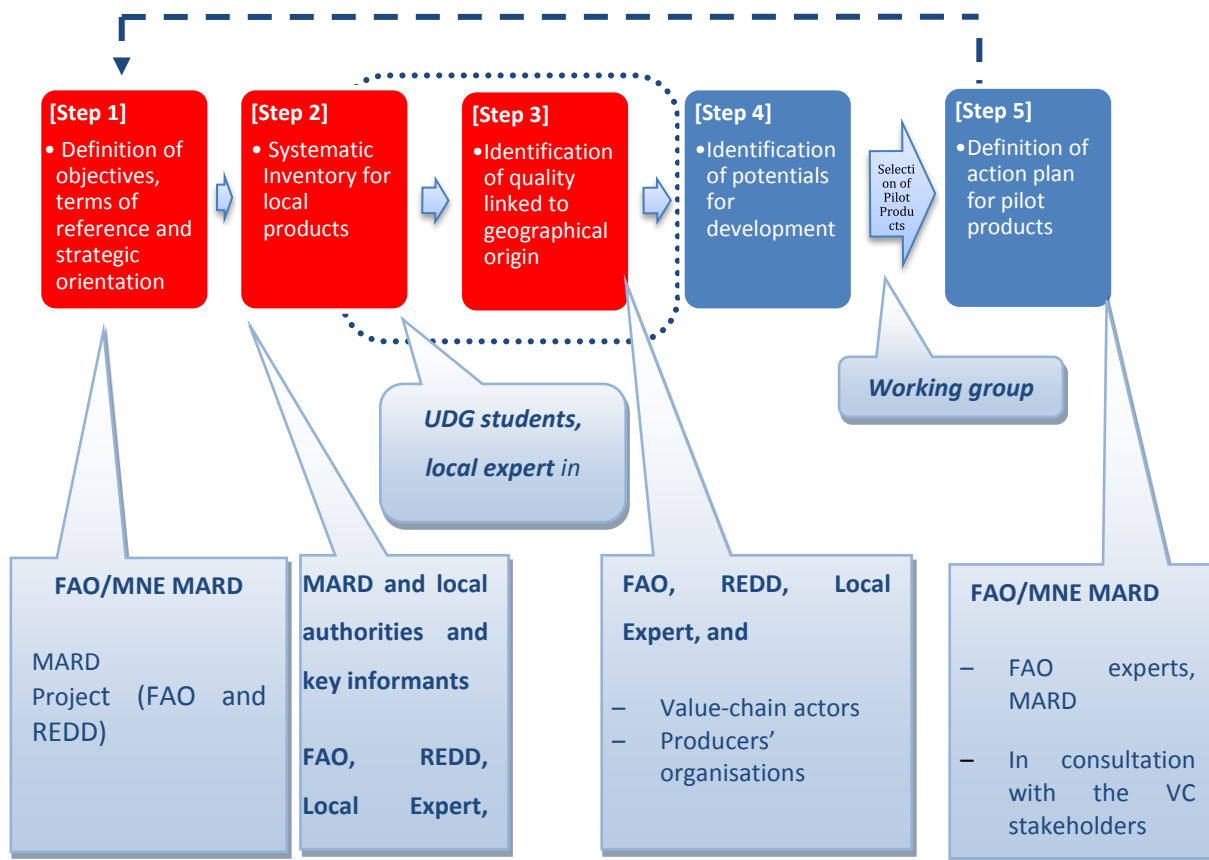 [Step 1]
• Definition of
objectives,
terms of
reference and
strategic
orientation
[Step 2]
• Systematic
Inventory for
local
products
[Step 3]
•Identification
of quality
linked to
geographical
origin
[Step 4]
•Identification
of potentials
for
development
Selecti
on of
Pilot
Produ
cts
[Step 5]
•Definition of
action plan
for pilot
products
UDG students,
local expert in
Working group
FAO/MNE MARD
MARD
Project (FAO and
REDD)
MARD and local
authorities and
key informants
FAO, REDD,
Local Expert,
FAO, REDD, Local
Expert, and
– Value-chain actors
– Producers’
organisations
FAO/MNE MARD
– FAO experts,
MARD
– In consultation
with the VC
stakeholders